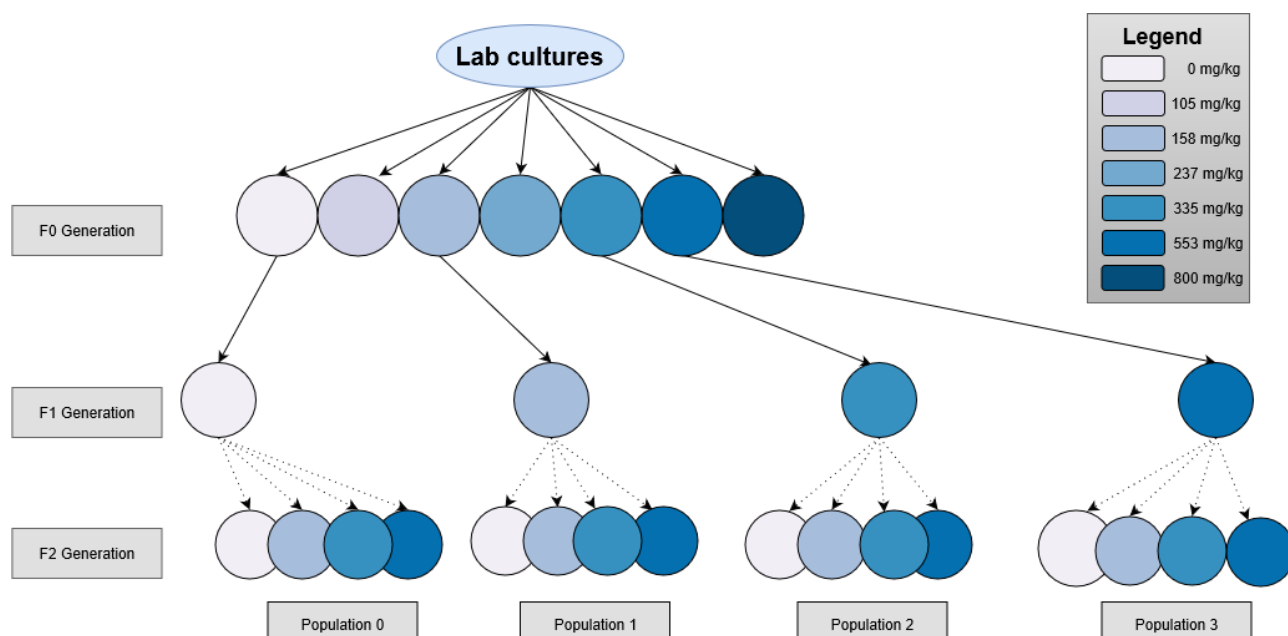 Lab cultures
Legend
0 mg/kg
105 mg/kg
158 mg/kg
237 mg/kg
335 mg/kg
553 mg/kg
800 mg/kg
F0 Generation
F1 Generation
F2 Generation
Population 0
Population 1
Population 2
Population 3